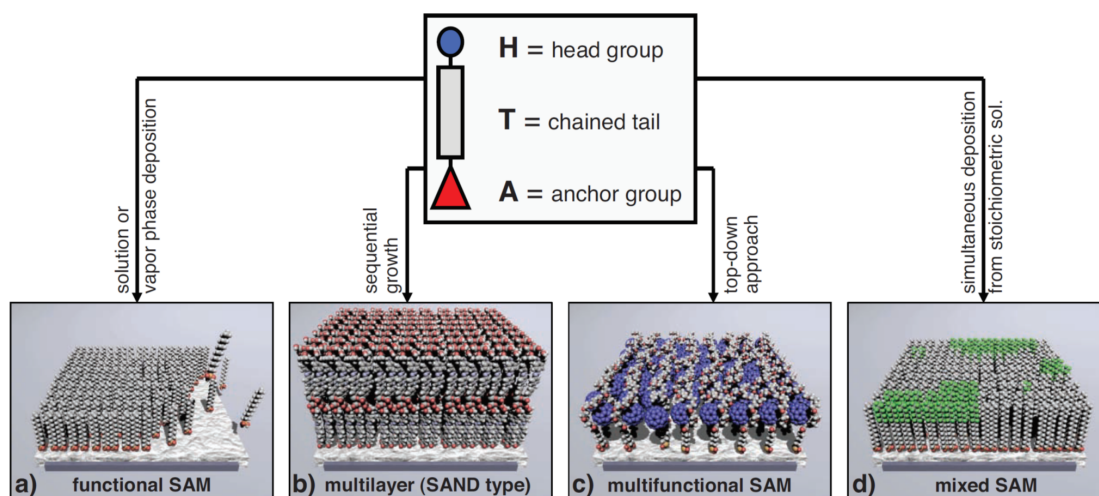 H = head group
T = chained tail
A = anchor group
solution or
vapor phase deposition
sequential
growth
top-down
approach
simultaneous deposition
from stoichiometric sol.
a) functional SAM
b) multilayer (SAND type)
c) multifunctional SAM
d) mixed SAM